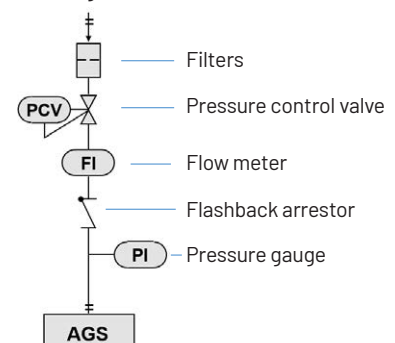 Filters
PCV
Pressure control valve
FI
Flow meter
Flashback arrestor
PI
Pressure gauge
AGS